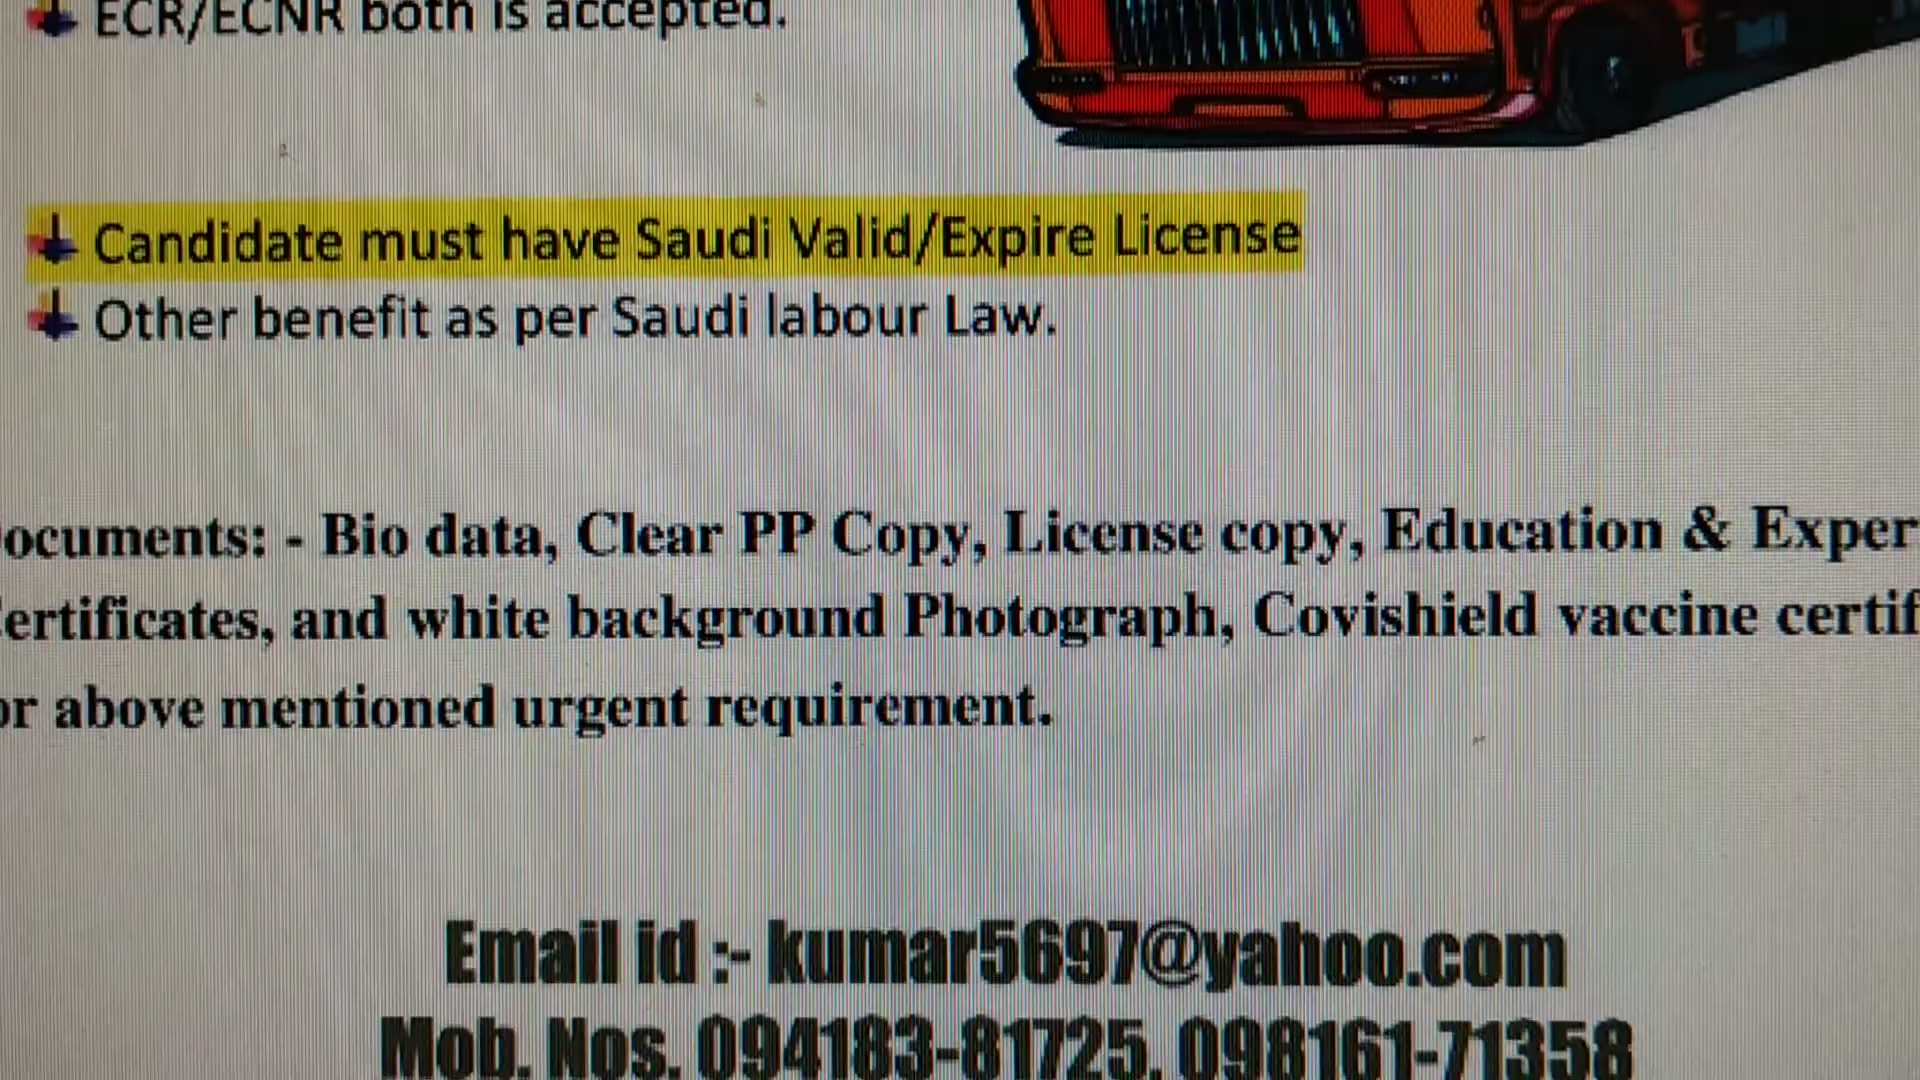 ECR/ECNR both is accepted.
Candidate must have Saudi Valid/Expire License
Other benefit as per Saudi labour Law.
ocuments: - Bio data, Clear PP Copy, License copy, Education & Exper
ertificates, and white background Photograph, Covishield vaccine certif
or above mentioned urgent requirement.
Email id :- kumar5697@yahoo.com
Mob. Nos. 094183-81725, 098161-71358